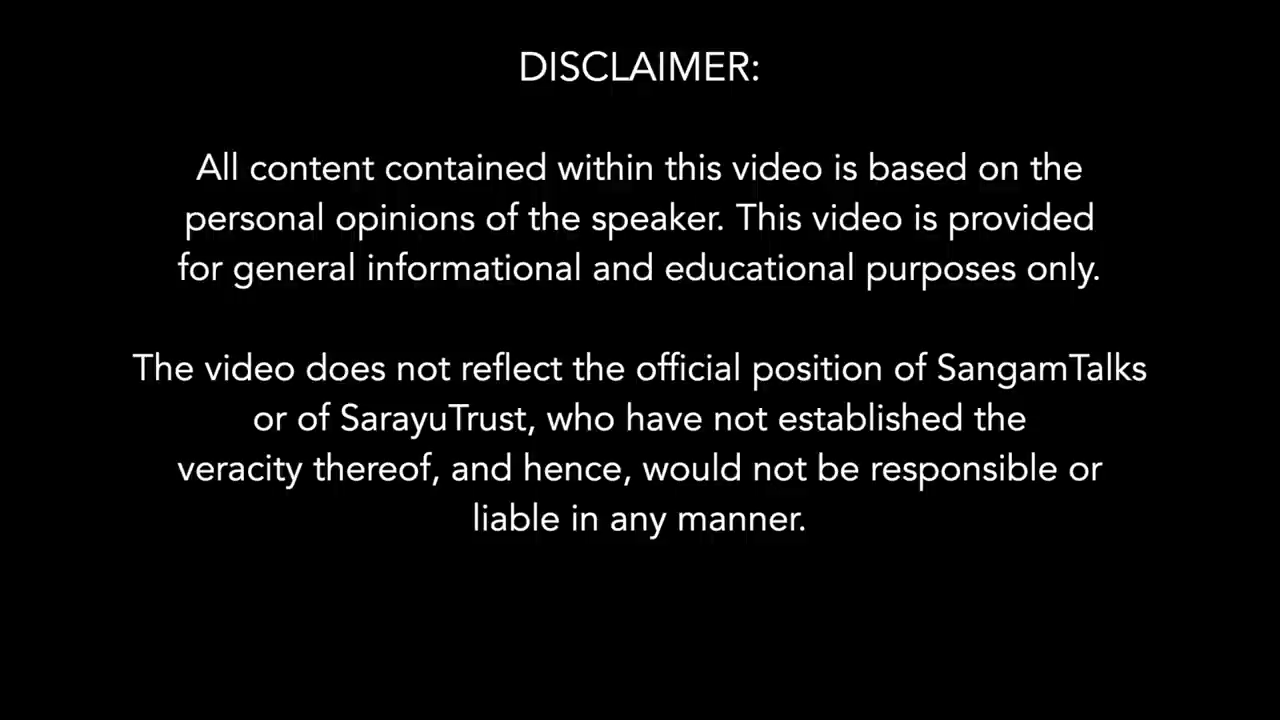 DISCLAIMER:
All content contained within this video is based on the
personal opinions of the speaker. This video is provided
for general informational and educational purposes only.
The video does not reflect the official position of SangamTalks
or of SarayuTrust, who have not established the
veracity thereof, and hence, would not be responsible or
liable in any manner.